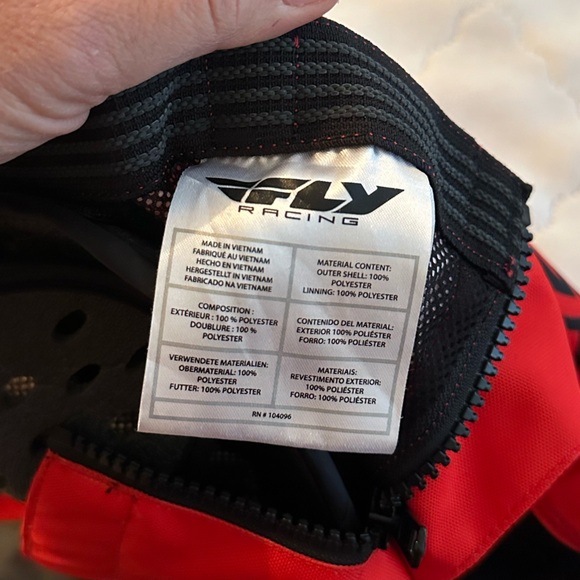 FLY
RACING
MADE IN VIETNAM
FABRIQUÉ AU VIETNAM
HECHO EN VIETNAM
HERGESTELLT IN VIETNAM
FABRICADO NA VIETNAME
MATERIAL CONTENT:
OUTER SHELL: 100%
POLYESTER
LINNING: 100% POLYESTER
COMPOSITION :
EXTÉRIEUR : 100 % POLYESTER
DOUBLURE : 100 %
POLYESTER
CONTENIDO DEL MATERIAL:
EXTERIOR 100% POLIÉSTER
FORRO: 100% POLIÉSTER
VERWENDETE MATERIALIEN:
OBERMATERIAL: 100%
POLYESTER
FUTTER: 100% POLYESTER
MATERIAIS:
REVESTIMENTO EXTERIOR:
100% POLIÉSTER
FORRO: 100% POLIÉSTER
RN # 104096